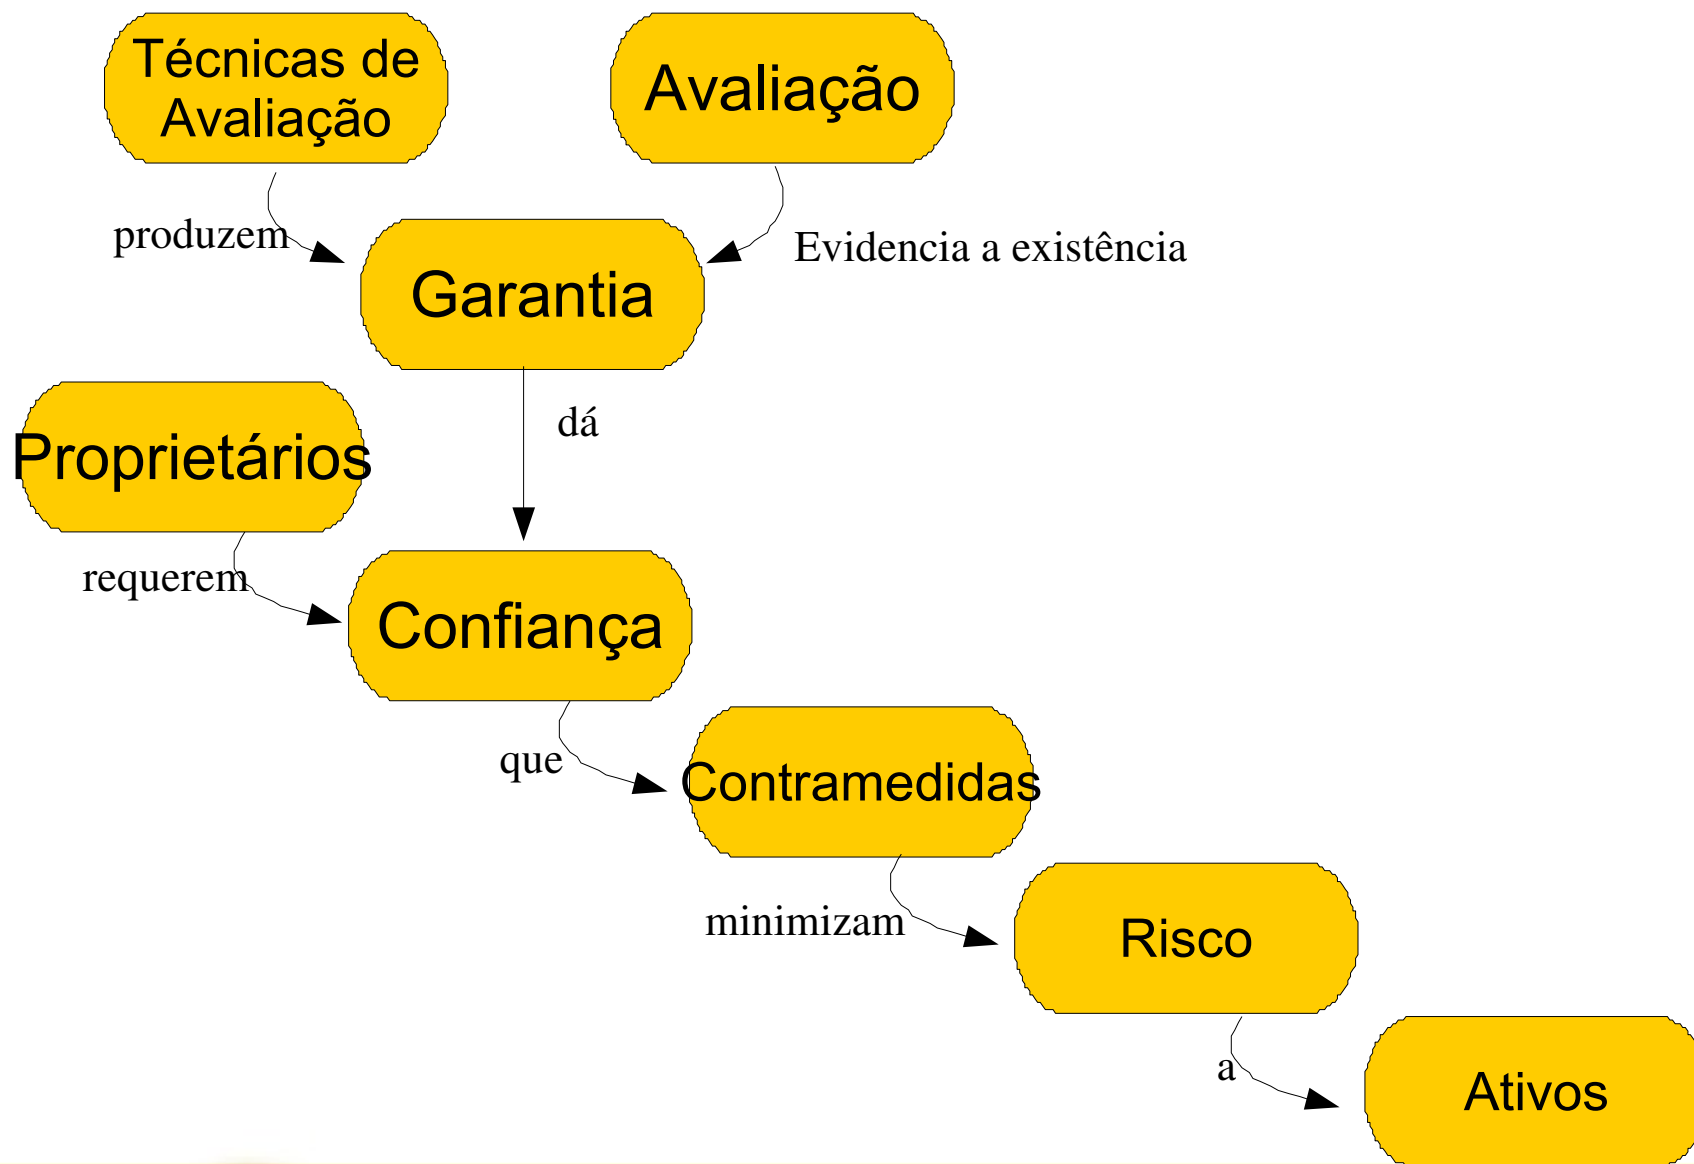 Técnicas de
Avaliação
Avaliação
produzem
Evidencia a existência
Garantia
dá
Proprietários
requerem
Confiança
que
Contramedidas
minimizam
Risco
a
Ativos